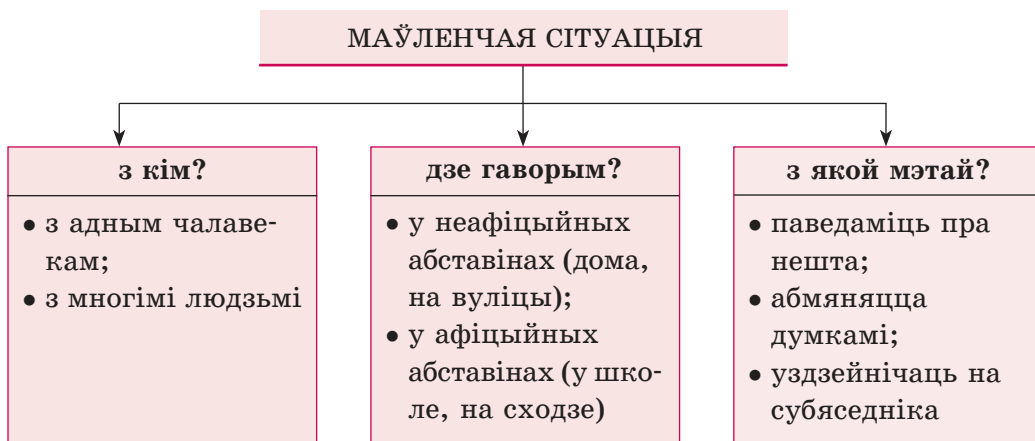 МАЎЛЕНЧАЯ СІТУАЦЫЯ
з кім?
• з адным чалаве-
кам;
• з многімі людзьмі
дзе гаворым?
• у неафіцыйных
абставінах (дома,
на вуліцы);
• у афіцыйных
абставінах (у шко-
ле, на сходзе)
з якой мэтай?
• паведаміць пра
нешта;
• абмяняцца
думкамі;
• уздзейнічаць на
субяседніка